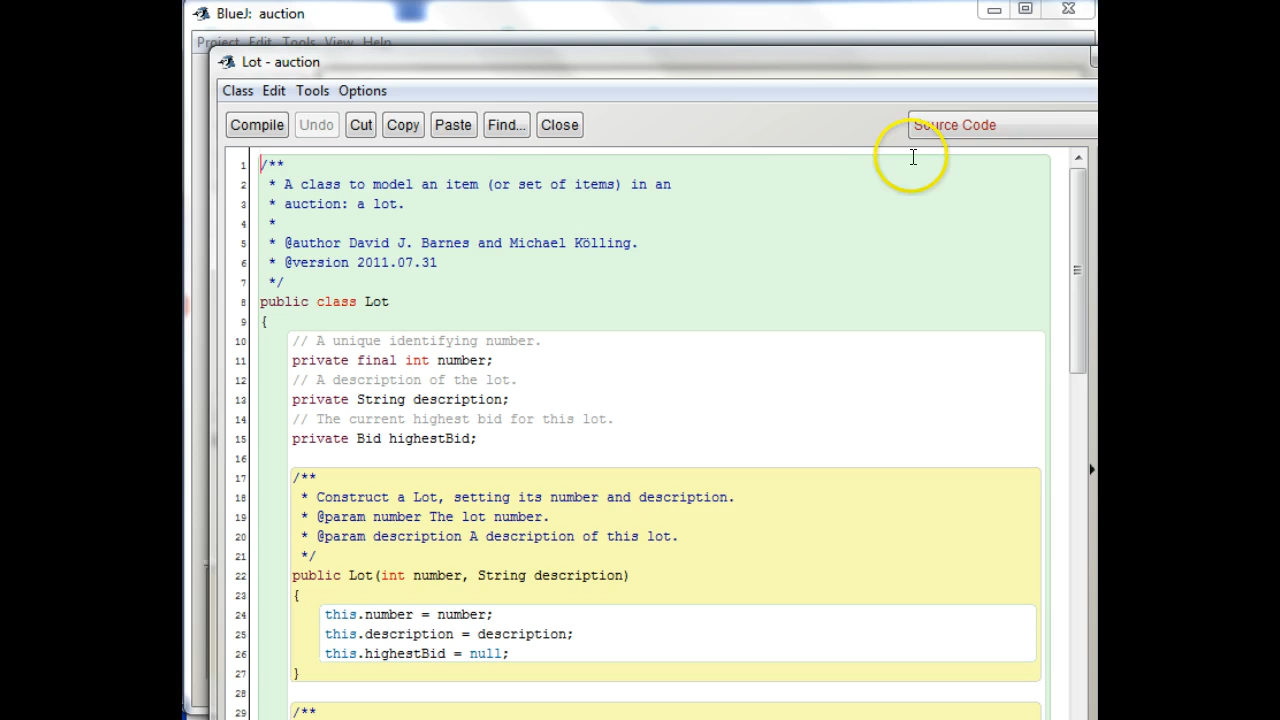 BlueJ: auction
Project Edit Tools View Help
Lot - auction
Class Edit Tools Options
Compile Undo Cut Copy Paste Find... Close Source Code
1 /**
2 * A class to model an item (or set of items) in an
3 * auction: a lot.
4 *
5 * @author David J. Barnes and Michael Kölling.
6 * @version 2011.07.31
7 */
8 public class Lot
9 {
10 // A unique identifying number.
11 private final int number;
12 // A description of the lot.
13 private String description;
14 // The current highest bid for this lot.
15 private Bid highestBid;
16
17 /**
18 * Construct a Lot, setting its number and description.
19 * @param number The lot number.
20 * @param description A description of this lot.
21 */
22 public Lot(int number, String description)
23 {
24 this.number = number;
25 this.description = description;
26 this.highestBid = null;
27 }
28
29 /**